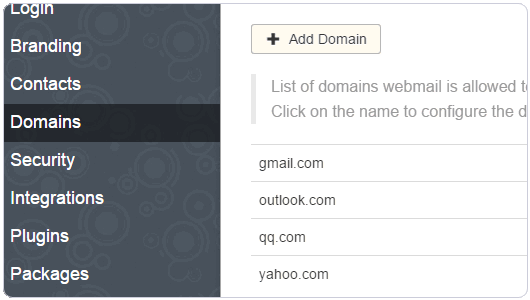 Login
Branding
Contacts
Domains
Security
Integrations
Plugins
Packages
Add Domain
List of domains webmail is allowed
Click on the name to configure the
gmail.com
outlook.com
qq.com
yahoo.com